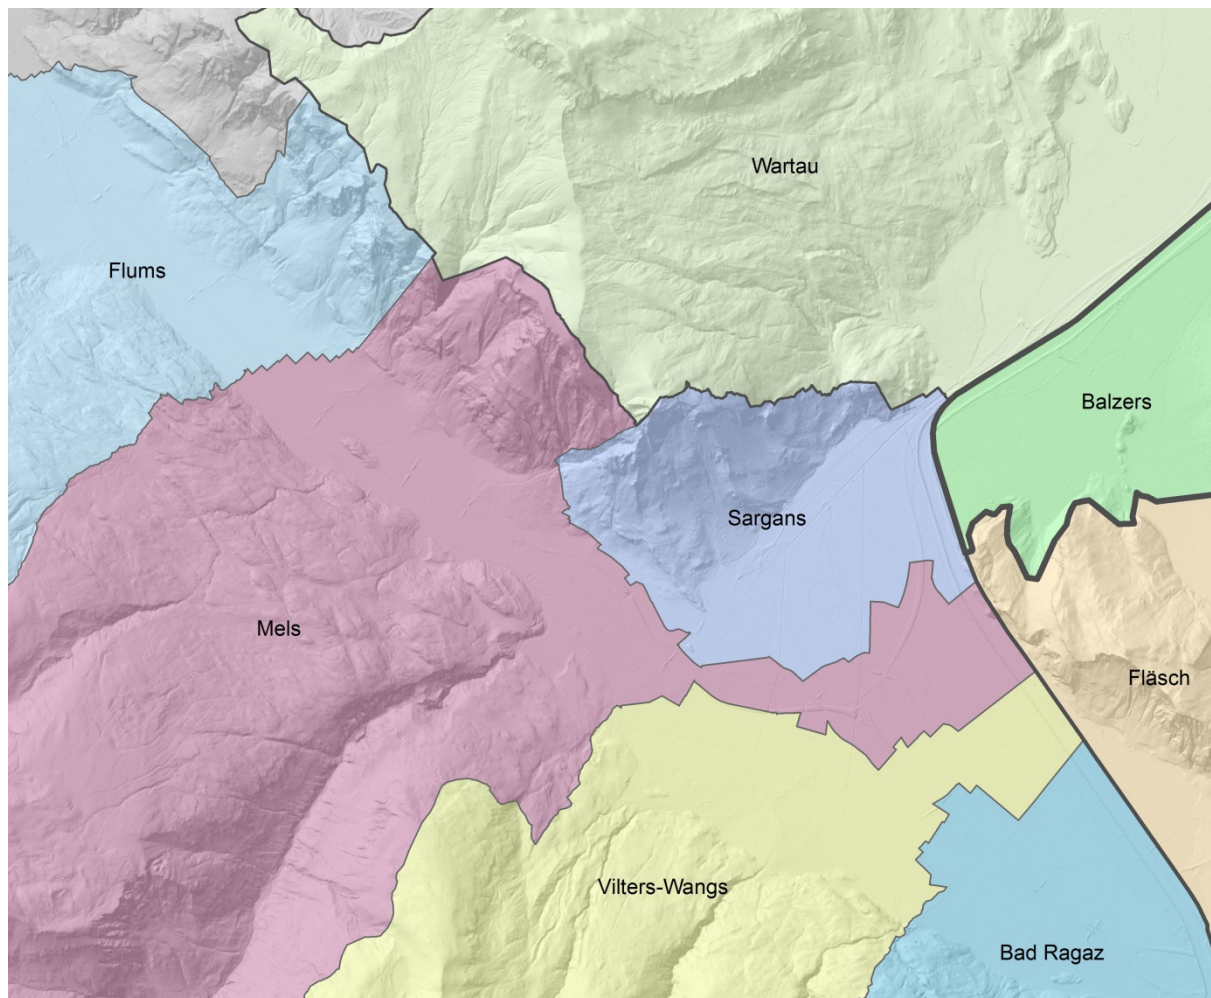 Wartau
Flums
Balzers
Sargans
Mels
Fläsch
Vilters-Wangs
Bad Ragaz